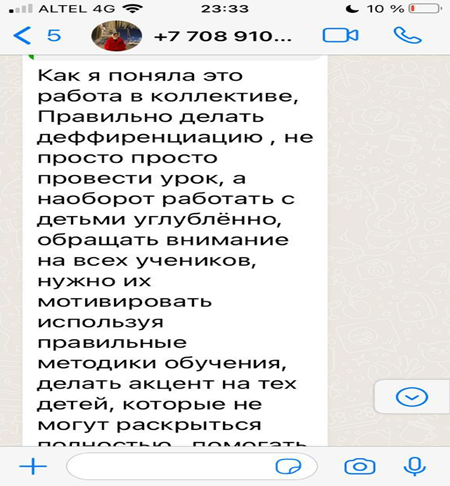 ALTEL 4G 23:33 10 %
5 +7 708 910...
Как я поняла это
работа в коллективе,
Правильно делать
деффиренциацию , не
просто просто
провести урок, а
наоборот работать с
детьми углублённо,
обращать внимание
на всех учеников,
нужно их
мотивировать
используя
правильные
методики обучения,
делать акцент на тех
детей, которые не
могут раскрыться
полностью , помогать